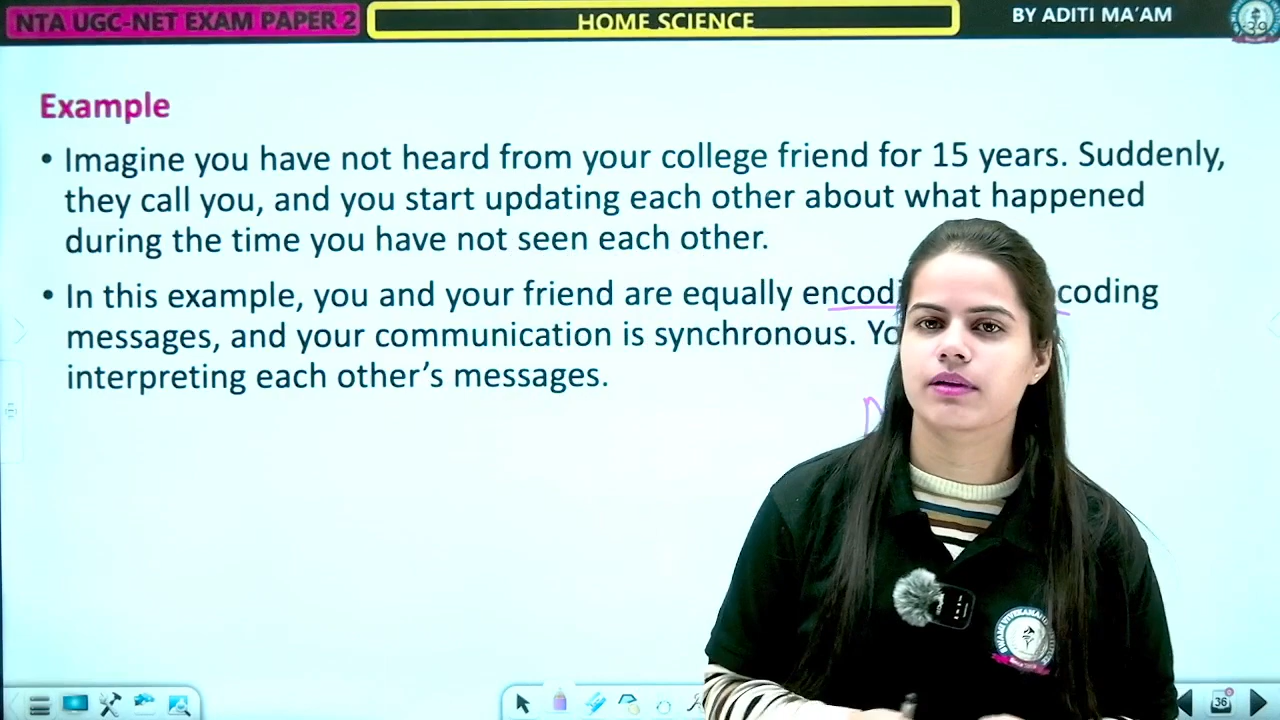 NTA UGC-NET EXAM PAPER 2
HOME SCIENCE
BY ADITI MA'AM
Example
• Imagine you have not heard from your college friend for 15 years. Suddenly,
they call you, and you start updating each other about what happened
during the time you have not seen each other.
• In this example, you and your friend are equally encodi coding
messages, and your communication is synchronous. Yo
interpreting each other’s messages.
36